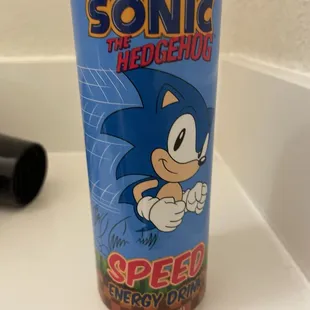 SONIC
THE
HEDGEHOG
SPEED
ENERGY DRINK